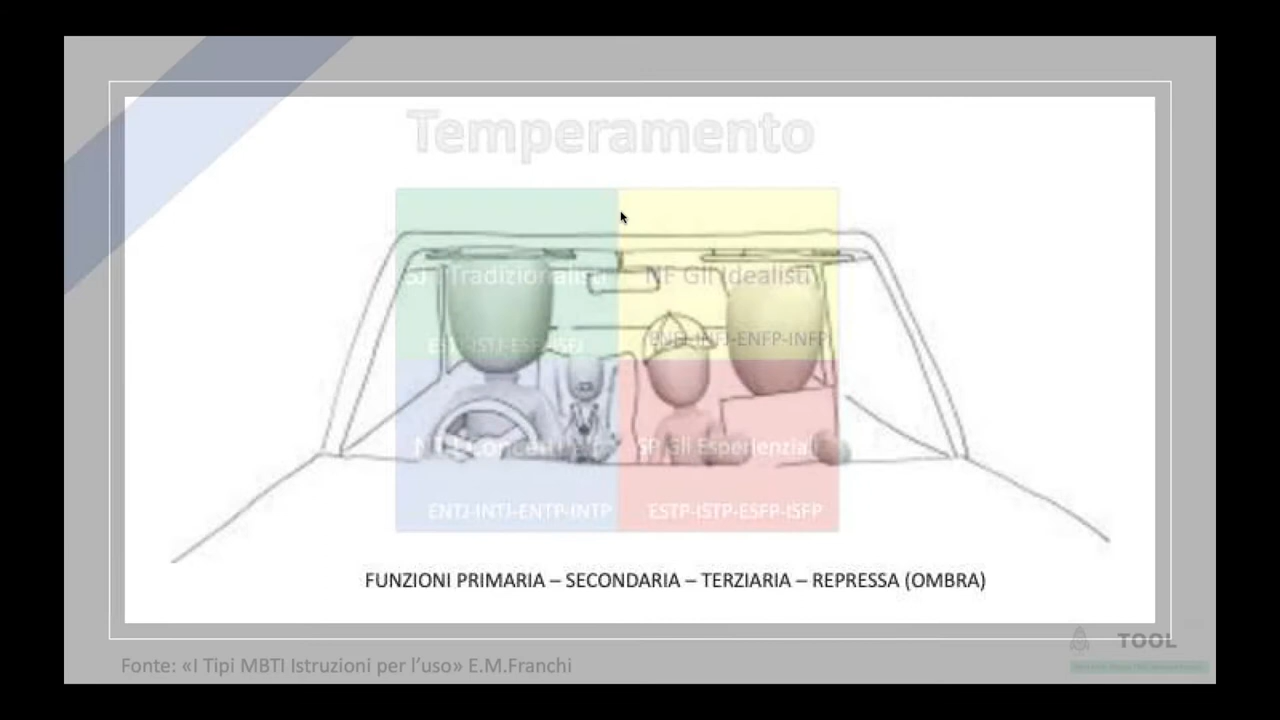 Temperamento
SJ I Tradizionalisti
NF Gli Idealisti
ENFJ-INFJ-ENFP-INFP
SP Gli Esperienziali
ENTJ-INTJ-ENTP-INTP
ESTP-ISTP-ESFP-ISFP
FUNZIONI PRIMARIA – SECONDARIA – TERZIARIA – REPRESSA (OMBRA)
TOOL
Fonte: «I Tipi MBTI Istruzioni per l’uso» E.M.Franchi